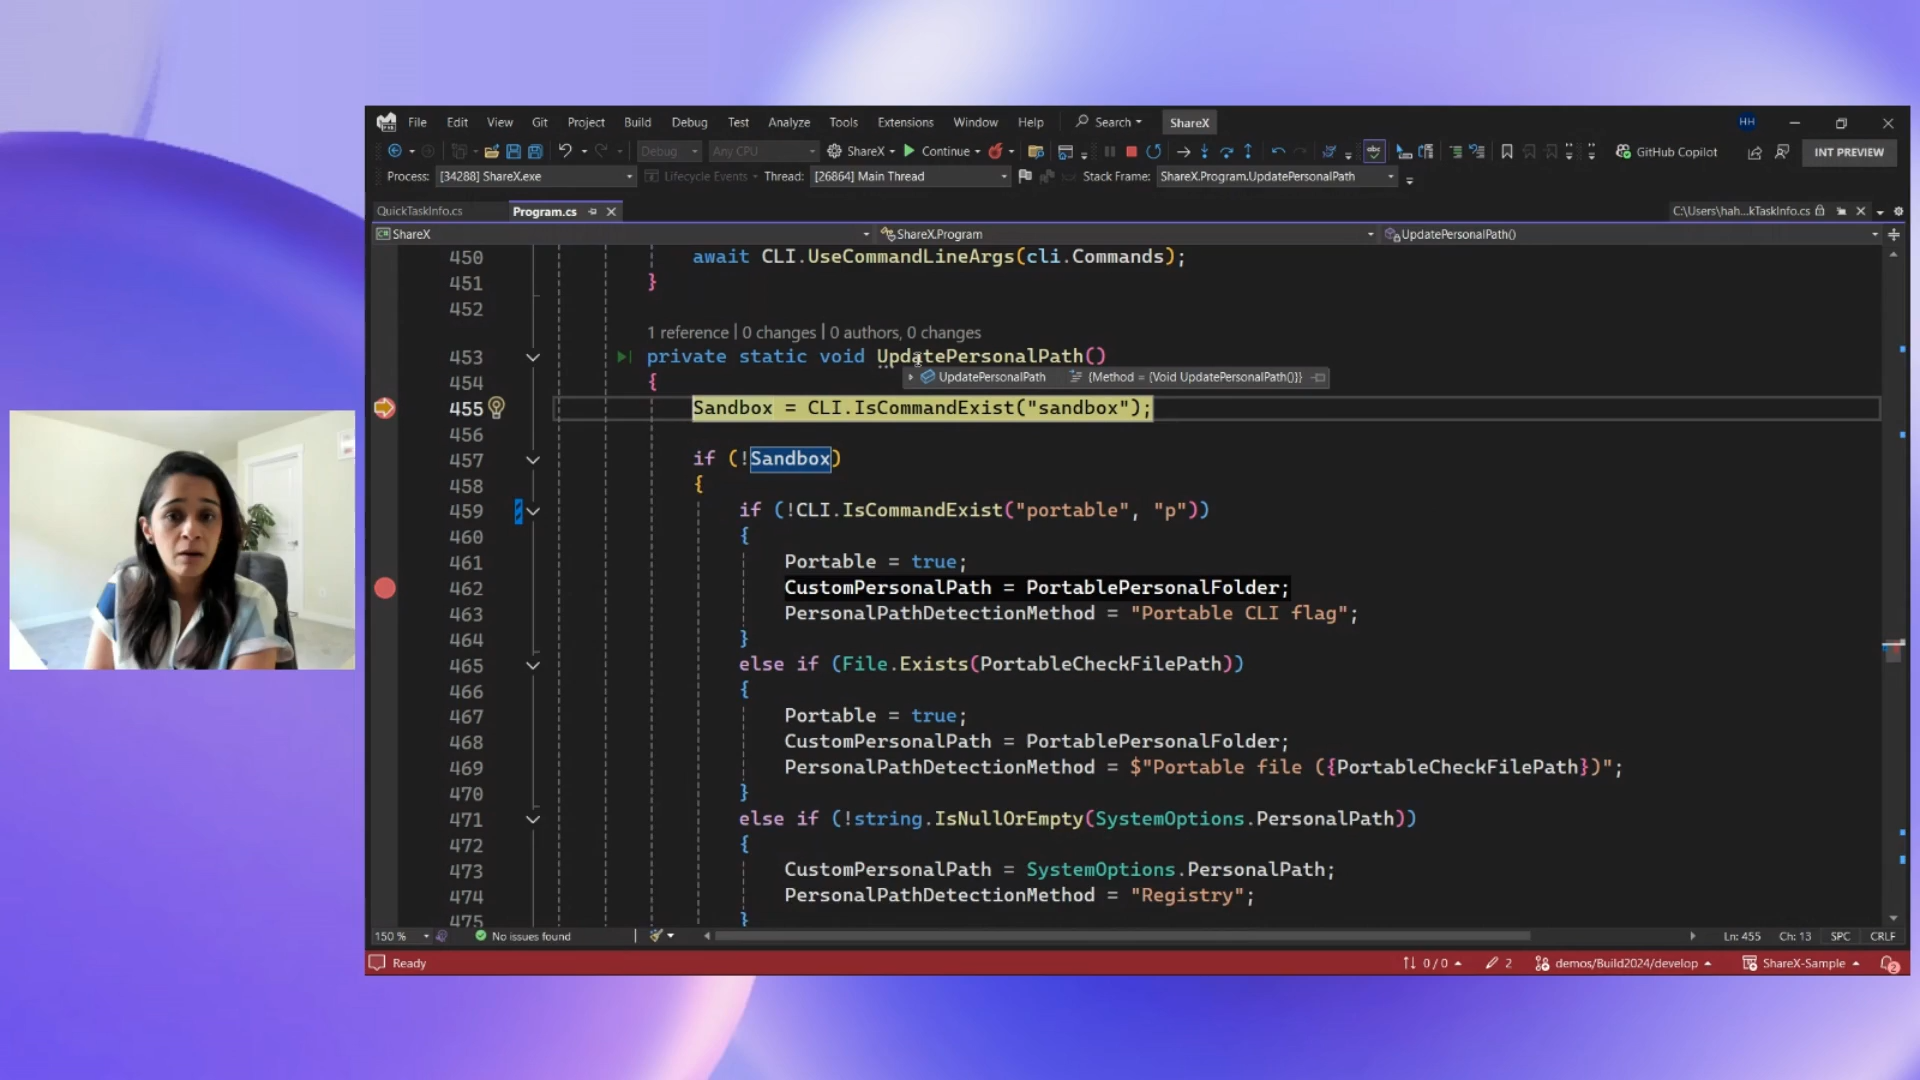 File Edit View Git Project Build Debug Test Analyze Tools Extensions Window Help Search ShareX HH
Debug Any CPU ShareX Continue GitHub Copilot INT PREVIEW
Process: [34288] ShareX.exe Lifecycle Events Thread: [26864] Main Thread Stack Frame: ShareX.Program.UpdatePersonalPath
QuickTaskInfo.cs Program.cs C:\Users\hah...kTaskInfo.cs
ShareX ShareX.Program UpdatePersonalPath()
450 await CLI.UseCommandLineArgs(cli.Commands);
451 }
452
1 reference | 0 changes | 0 authors, 0 changes
453 private static void UpdatePersonalPath()
454 {
UpdatePersonalPath {Method = {Void UpdatePersonalPath()}}
455 Sandbox = CLI.IsCommandExist("sandbox");
456
457 if (!Sandbox)
458 {
459 if (!CLI.IsCommandExist("portable", "p"))
460 {
461 Portable = true;
462 CustomPersonalPath = PortablePersonalFolder;
463 PersonalPathDetectionMethod = "Portable CLI flag";
464 }
465 else if (File.Exists(PortableCheckFilePath))
466 {
467 Portable = true;
468 CustomPersonalPath = PortablePersonalFolder;
469 PersonalPathDetectionMethod = $"Portable file ({PortableCheckFilePath})";
470 }
471 else if (!string.IsNullOrEmpty(SystemOptions.PersonalPath))
472 {
473 CustomPersonalPath = SystemOptions.PersonalPath;
474 PersonalPathDetectionMethod = "Registry";
475 }
150 % No issues found Ln: 455 Ch: 13 SPC CRLF
Ready 0 / 0 2 demos/Build2024/develop ShareX-Sample 2